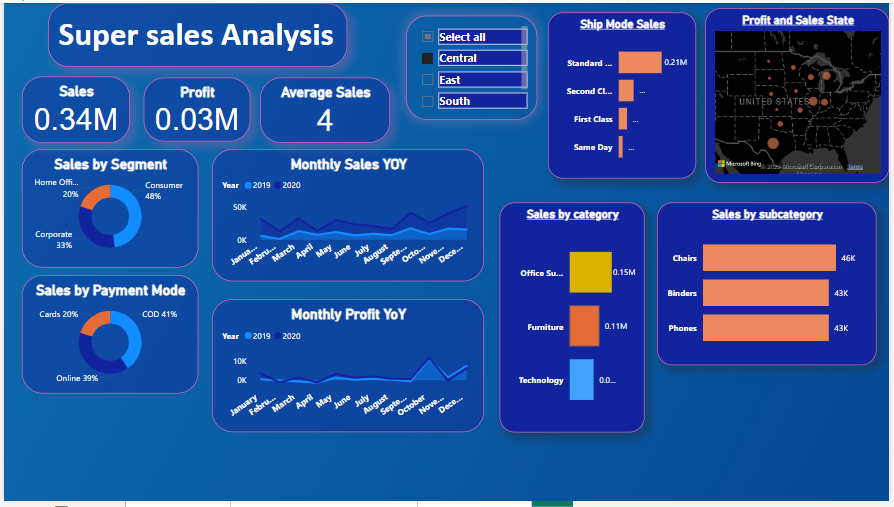 Super sales Analysis
Select all
Central
East
South
Sales
0.34M
Profit
0.03M
Average Sales
4
Ship Mode Sales
Standard ...
0.21M
Second Cl...
...
First Class
...
Same Day
...
Profit and Sales State
UNITED STATES
Microsoft Bing
© 2025 Microsoft Corporation
Terms
Sales by Segment
Home Offi...
20%
Consumer
48%
Corporate
33%
Monthly Sales YOY
Year
2019
2020
50K
0K
Janua...
Febru...
March
April
May
June
July
August
Septe...
Octo...
Nove...
Dece...
Sales by category
Office Su...
0.15M
Furniture
0.11M
Technology
0.0...
Sales by subcategory
Chairs
46K
Binders
43K
Phones
43K
Sales by Payment Mode
Cards 20%
COD 41%
Online 39%
Monthly Profit YoY
Year
2019
2020
10K
0K
January
Febru...
March
April
May
June
July
August
Septe...
October
Nove...
Dece...